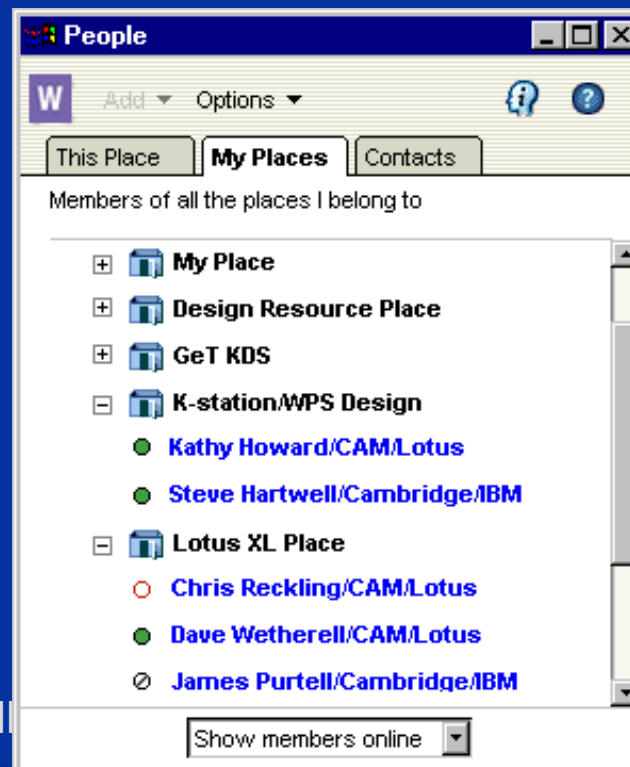 People
W Add Options
This Place My Places Contacts
Members of all the places I belong to
My Place
Design Resource Place
GeT KDS
K-station/WPS Design
Kathy Howard/CAM/Lotus
Steve Hartwell/Cambridge/IBM
Lotus XL Place
Chris Reckling/CAM/Lotus
Dave Wetherell/CAM/Lotus
James Purtell/Cambridge/IBM
Show members online